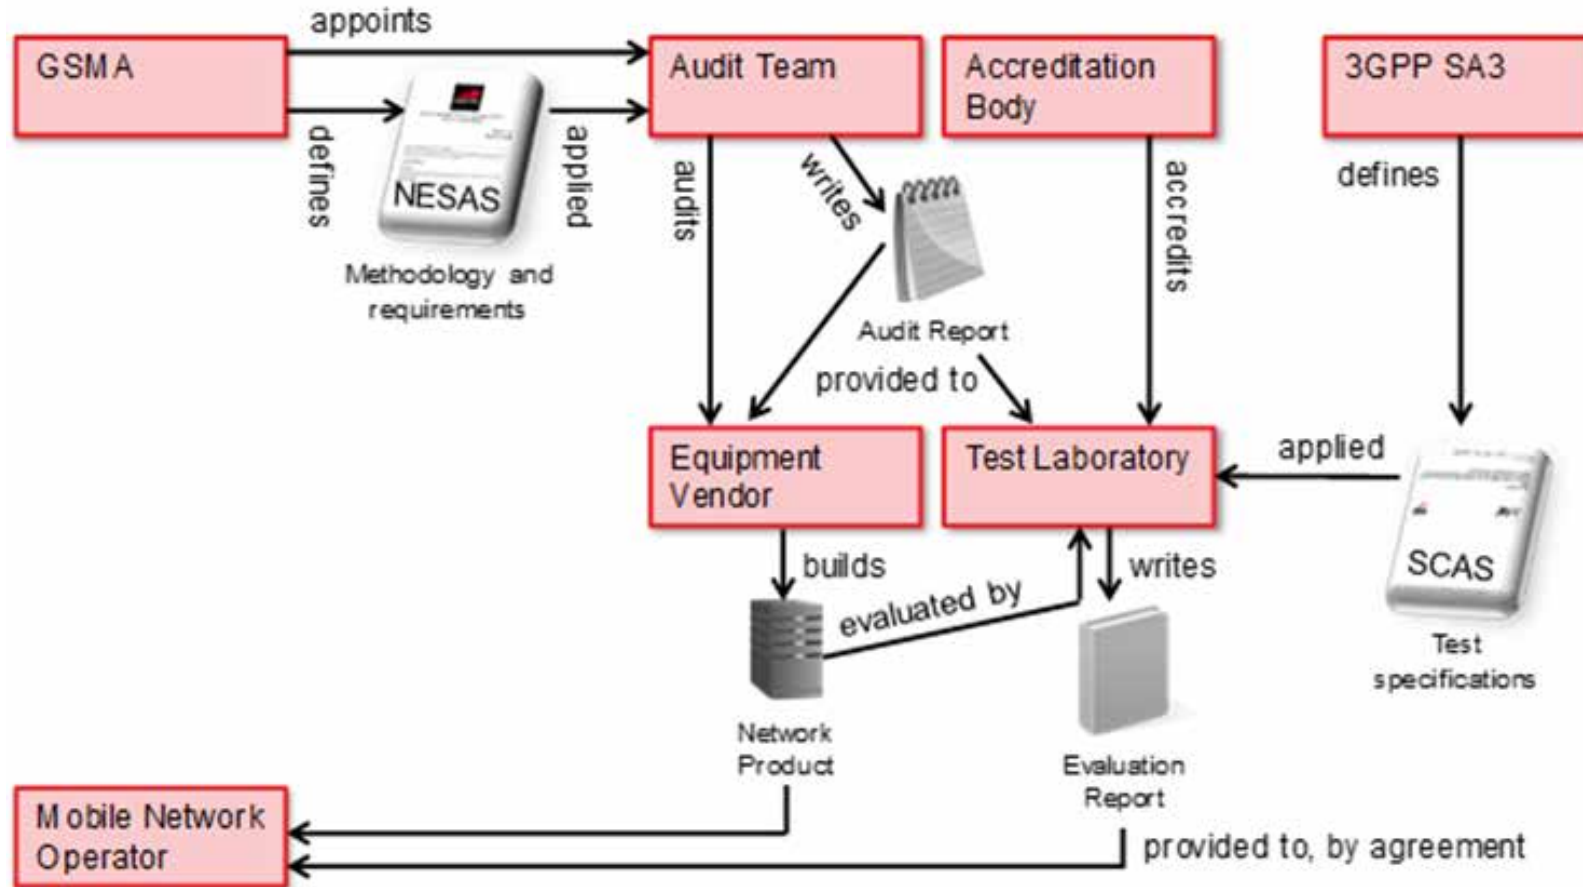 appoints
GSMA
Audit Team
Accreditation
Body
3GPP SA3
defines
NESAS
applied
Methodology and
requirements
audits
writes
accredits
defines
Audit Report
provided to
Equipment
Vendor
Test Laboratory
applied
SCAS
Test
specifications
builds
evaluated by
writes
Network
Product
Evaluation
Report
Mobile Network
Operator
provided to, by agreement